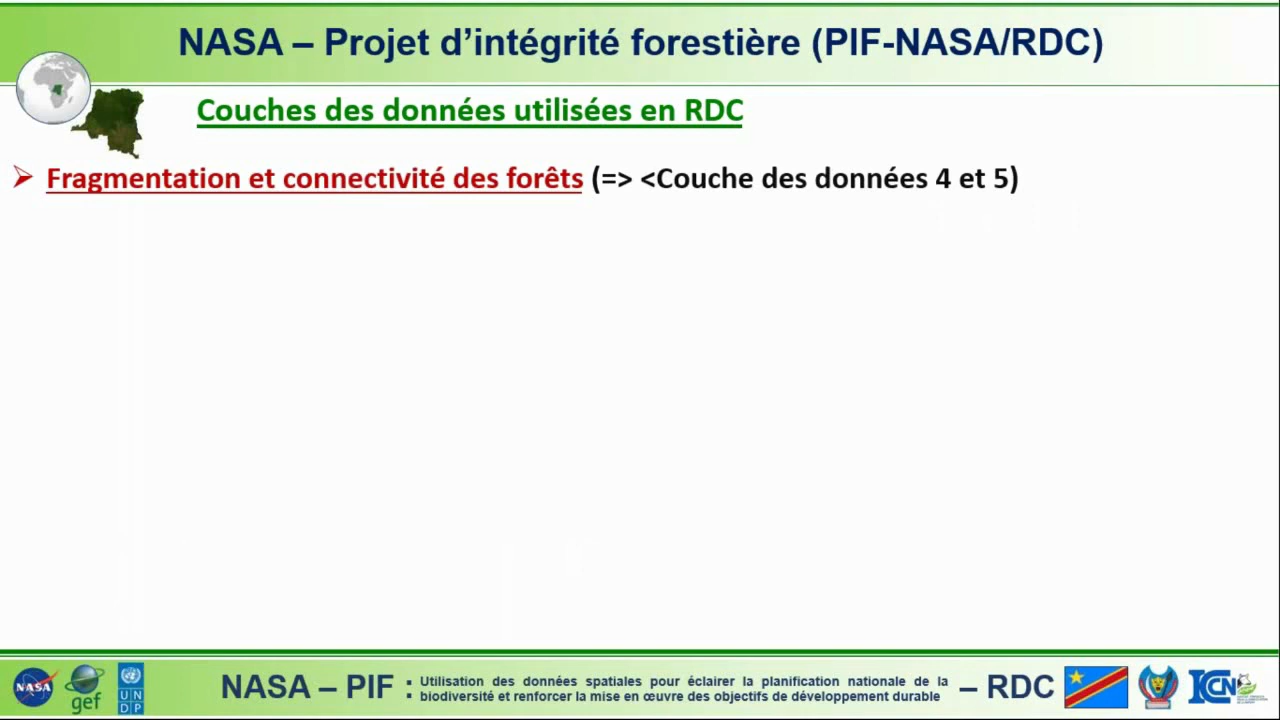 NASA – Projet d’intégrité forestière (PIF-NASA/RDC)
Couches des données utilisées en RDC
➢ Fragmentation et connectivité des forêts (=> <Couche des données 4 et 5)
NASA
gef
U N
D P
NASA – PIF : Utilisation des données spatiales pour éclairer la planification nationale de la
biodiversité et renforcer la mise en œuvre des objectifs de développement durable – RDC
ICCN